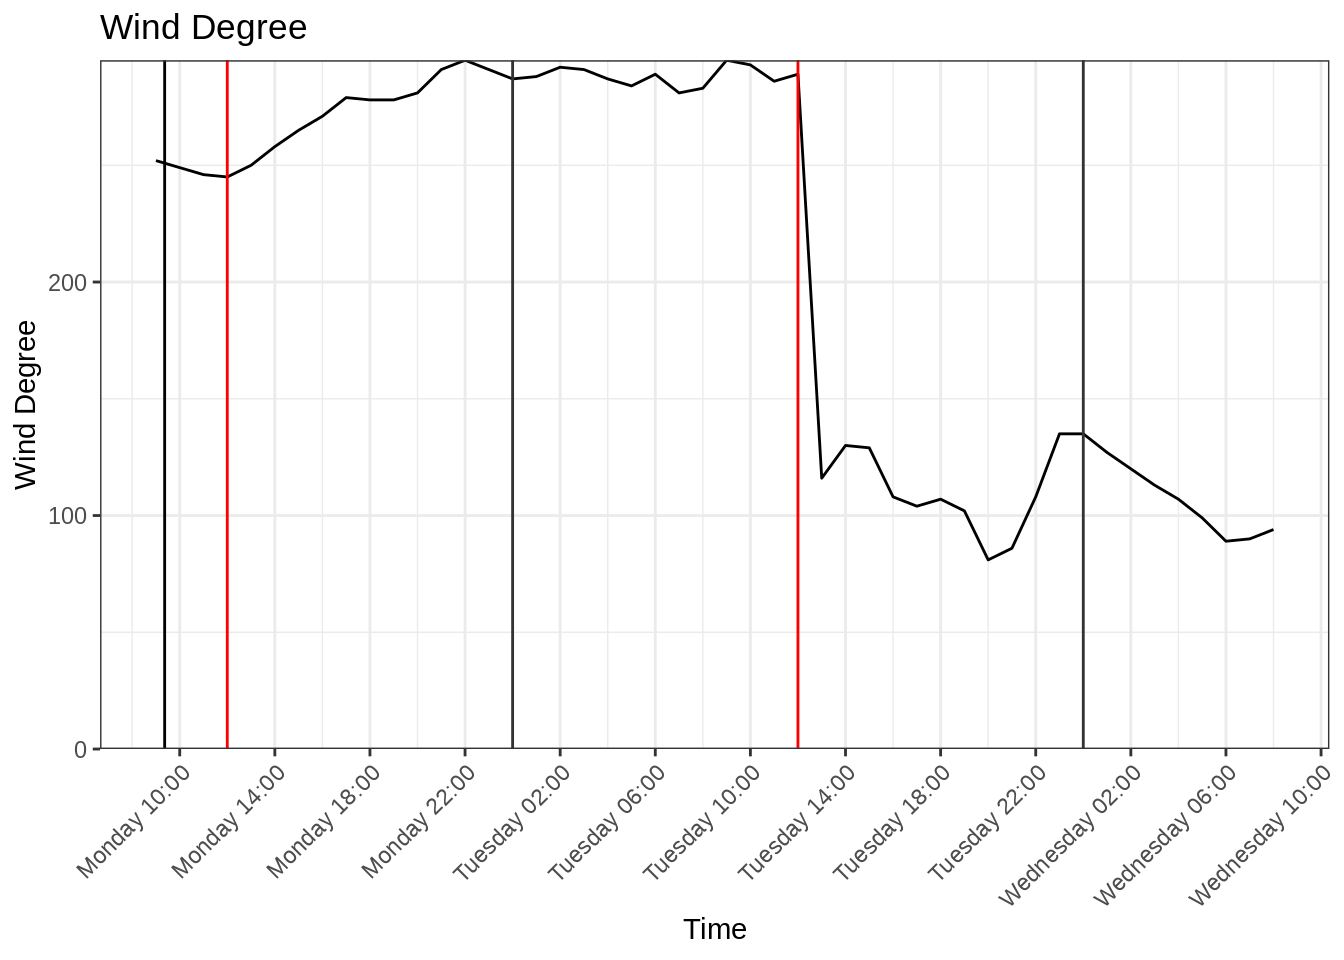 Wind Degree
Wind Degree
200
100
0
Monday 10:00
Monday 14:00
Monday 18:00
Monday 22:00
Tuesday 02:00
Tuesday 06:00
Tuesday 10:00
Tuesday 14:00
Tuesday 18:00
Tuesday 22:00
Wednesday 02:00
Wednesday 06:00
Wednesday 10:00
Time